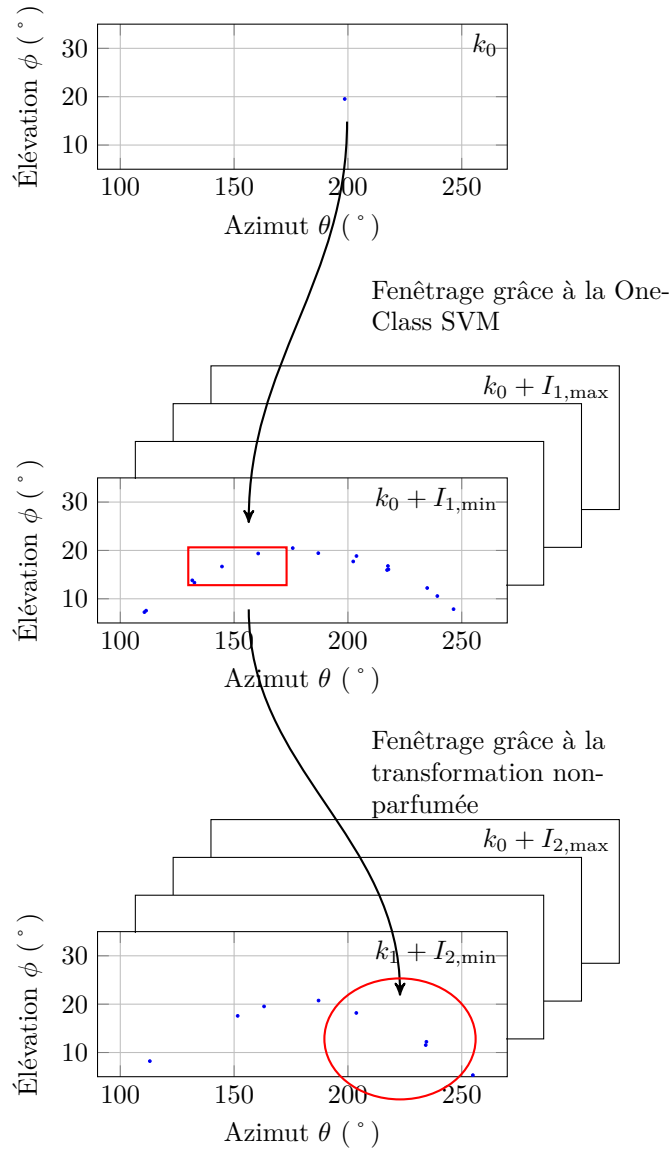 k₀
Élévation ϕ (°)
30
20
10
100 150 200 250
Azimut θ (°)
Fenêtrage grâce à la One-
Class SVM
k₀ + I₁,max
k₀ + I₁,min
Élévation ϕ (°)
30
20
10
100 150 200 250
Azimut θ (°)
Fenêtrage grâce à la
transformation non-
parfumée
k₀ + I₂,max
k₁ + I₂,min
Élévation ϕ (°)
30
20
10
100 150 200 250
Azimut θ (°)